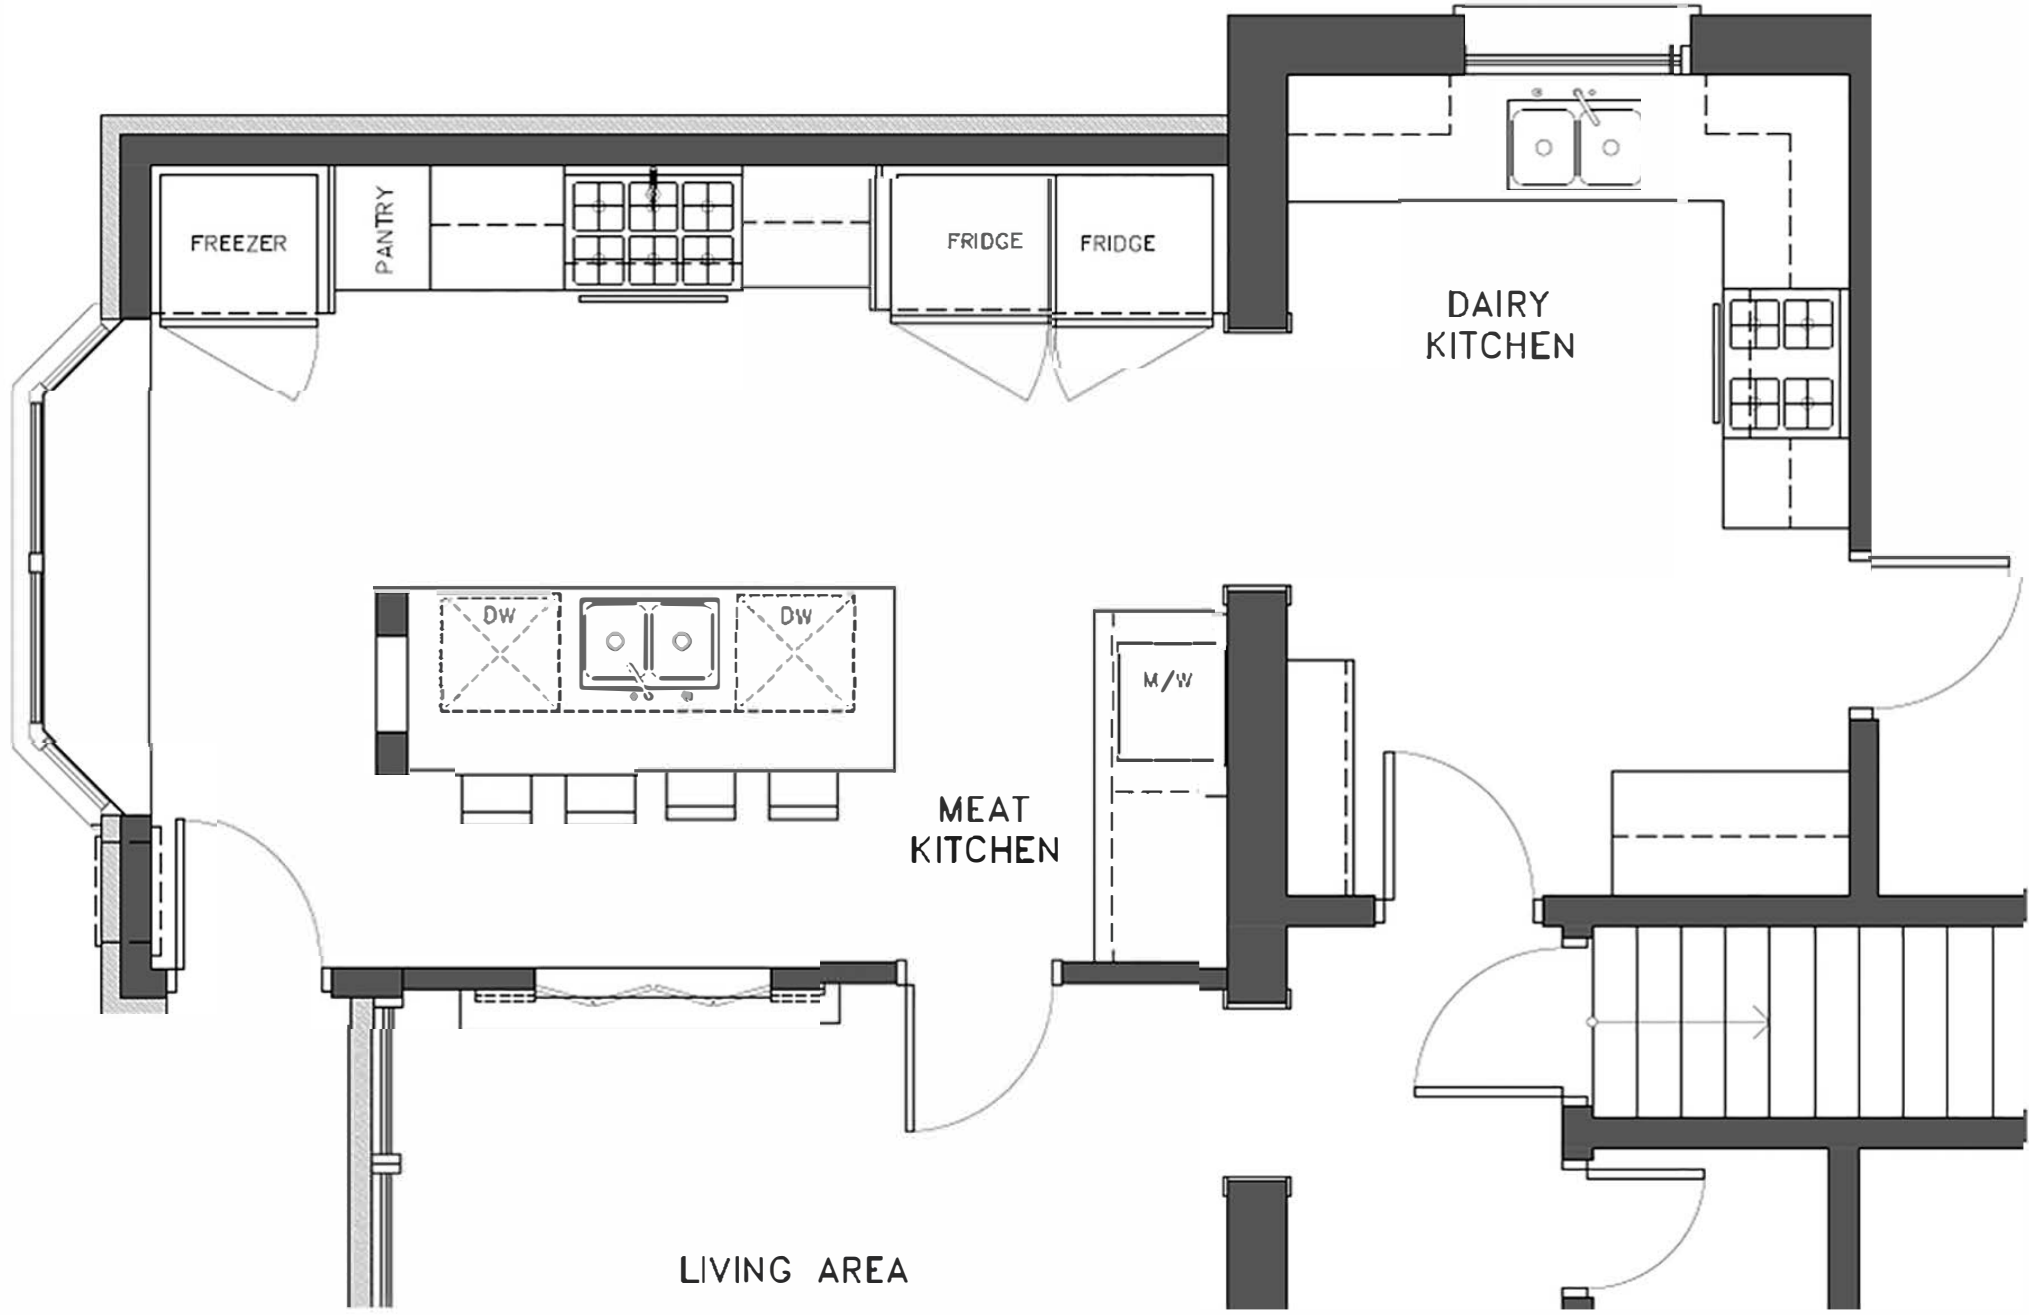 FREEZER
PANTRY
FRIDGE
FRIDGE
DAIRY
KITCHEN
DW
DW
M/W
MEAT
KITCHEN
LIVING AREA